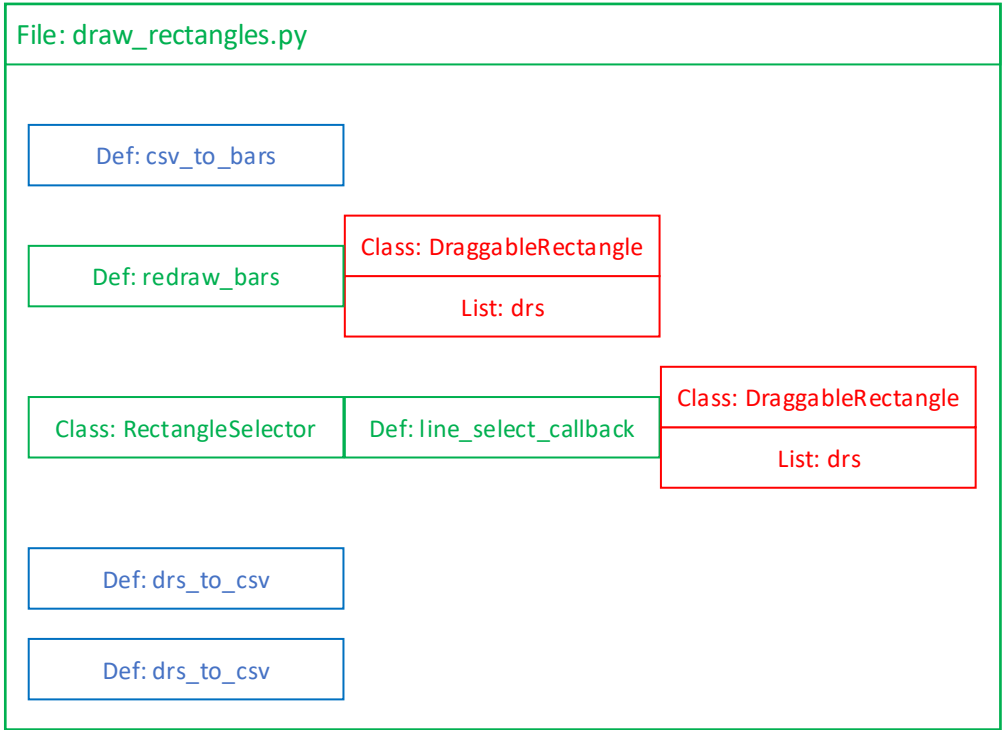 File: draw_rectangles.py
Def: csv_to_bars
Class: DraggableRectangle
Def: redraw_bars
List: drs
Class: DraggableRectangle
Class: RectangleSelector
Def: line_select_callback
List: drs
Def: drs_to_csv
Def: drs_to_csv